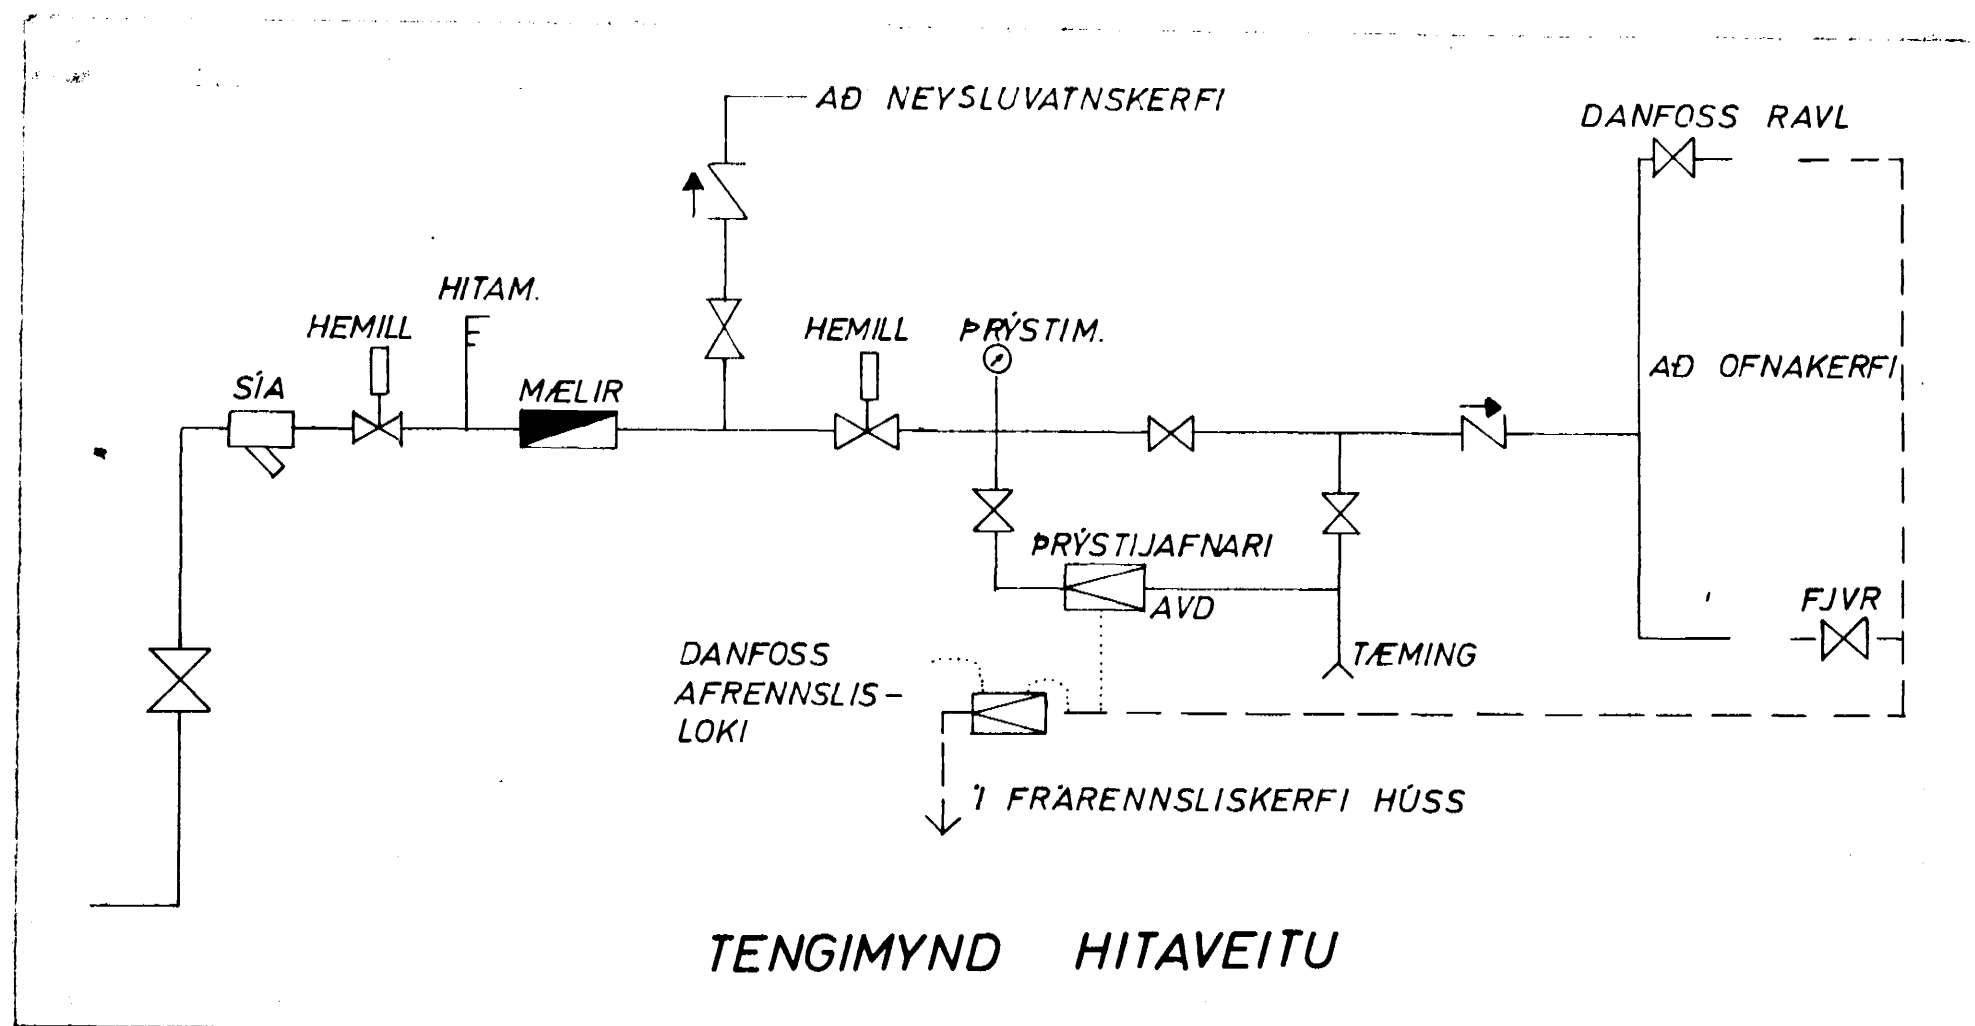 AÐ NEYSLUVATNSKERFI
DANFOSS RAVL
HITAM.
HEMILL
HEMILL
ÞRÝSTIM.
SÍA
MÆLIR
AÐ OFNAKERFI
ÞRÝSTIJAFNARI
AVD
FJVR
DANFOSS
AFRENNSLIS-
LOKI
TÆMING
Í FRÁRENNSLISKERFI HÚSS
TENGIMYND HITAVEITU